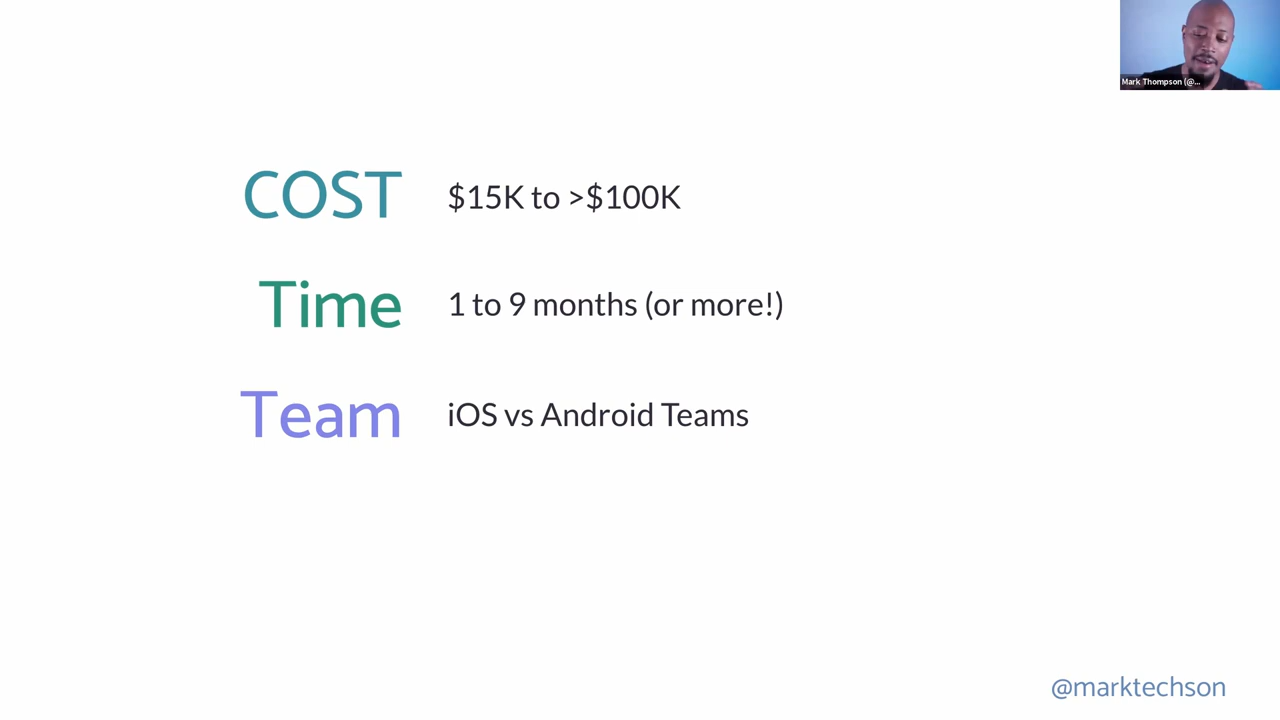 Mark Thompson (@...
COST $15K to >$100K
Time 1 to 9 months (or more!)
Team iOS vs Android Teams
@marktechson